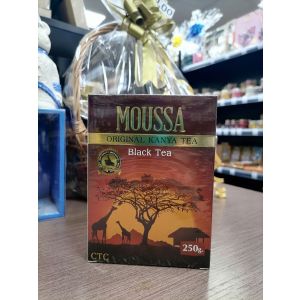 MOUSSA
ORIGINAL KANYA TEA
Black Tea
250g.
CTC